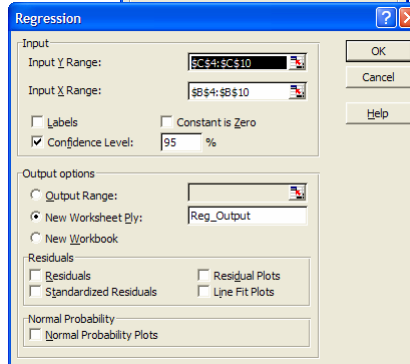 Regression
Input
Input Y Range:
$C$4:$C$10
OK
Input X Range:
$B$4:$B$10
Cancel
Labels
Constant is Zero
Help
Confidence Level:
95
%
Output options
Output Range:
New Worksheet Ply:
Reg_Output
New Workbook
Residuals
Residuals
Residual Plots
Standardized Residuals
Line Fit Plots
Normal Probability
Normal Probability Plots